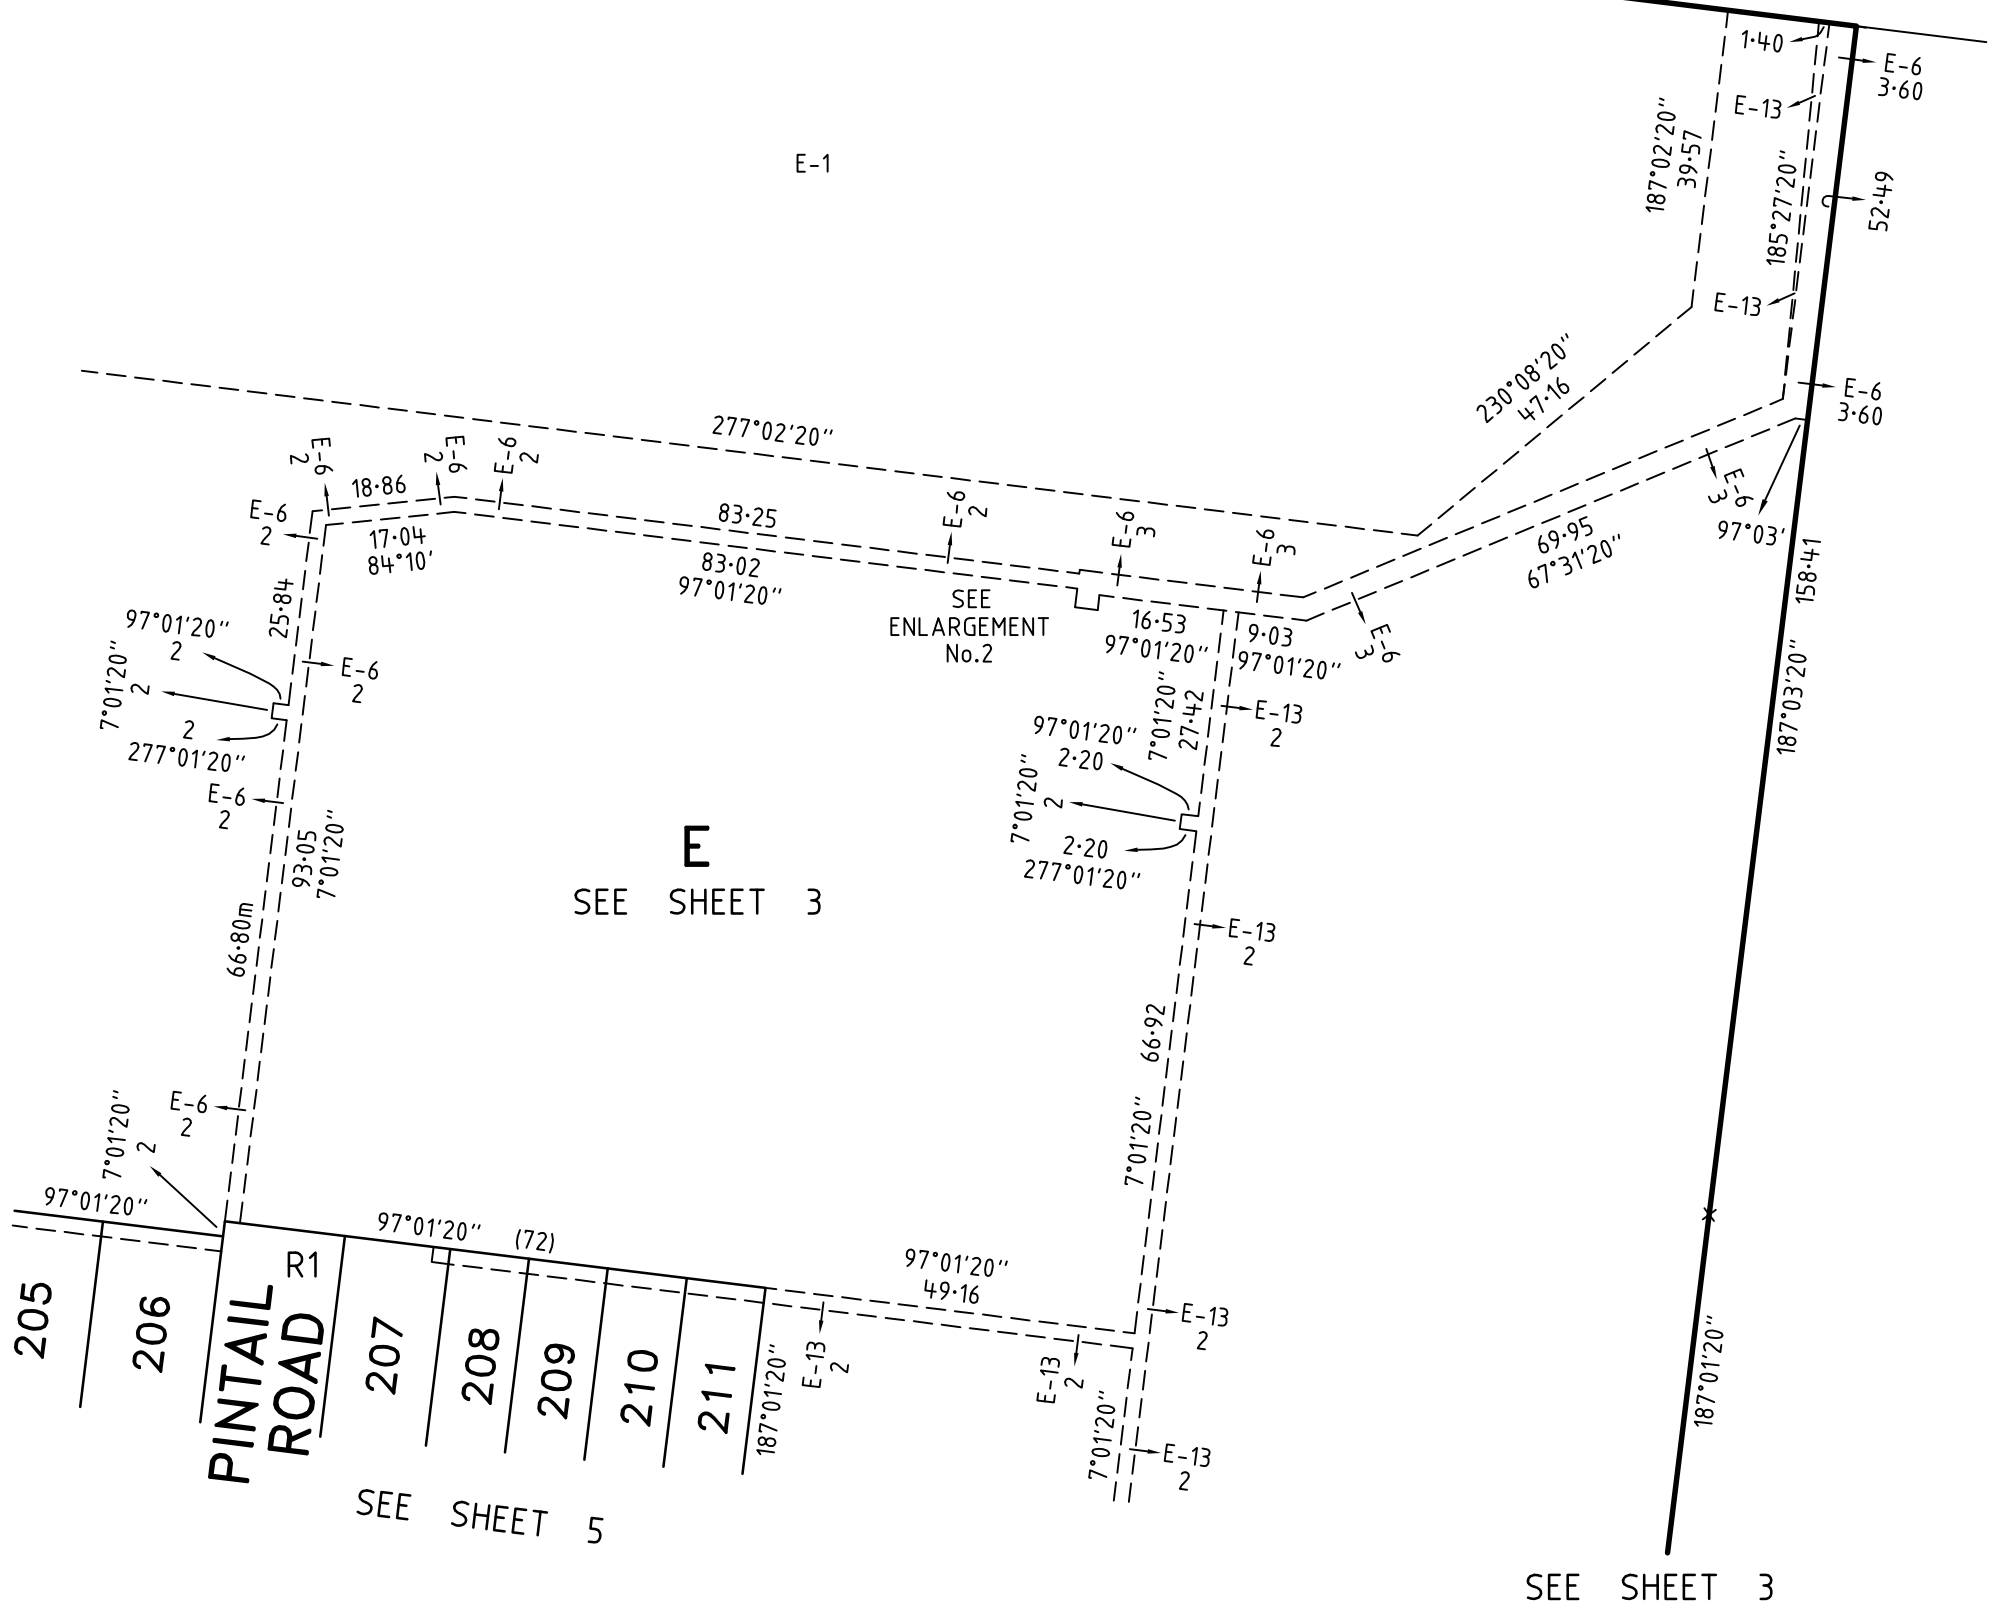 1·40
E-6
3·60
E-13
E-1
187°02'20"
39·57
185°27'20"
52·49
E-13
230°08'20"
47·16
E-6
3·60
277°02'20"
E-6
2
E-6
2
E-6
2
18·86
E-6
2
17·04
84°10'
83·25
83·02
97°01'20"
E-6
2
E-6
3
E-6
3
E-6
3
97°03'
69·95
67°31'20"
158·41
187°03'20"
25·84
SEE
ENLARGEMENT
No.2
16·53
97°01'20"
9·03
97°01'20"
E-6
3
97°01'20"
2
7°01'20"
2
2
277°01'20"
E-6
2
7°01'20"
27·42
E-13
2
97°01'20"
2·20
7°01'20"
2
2·20
277°01'20"
E-6
2
93·05
7°01'20"
E
SEE SHEET 3
66·80m
E-13
2
66·92
7°01'20"
E-6
2
7°01'20"
2
97°01'20"
97°01'20"
(72)
97°01'20"
49·16
R1
PINTAIL
ROAD
205
206
207
208
209
210
211
187°01'20"
E-13
2
E-13
2
E-13
2
7°01'20"
E-13
2
187°01'20"
SEE SHEET 5
SEE SHEET 3